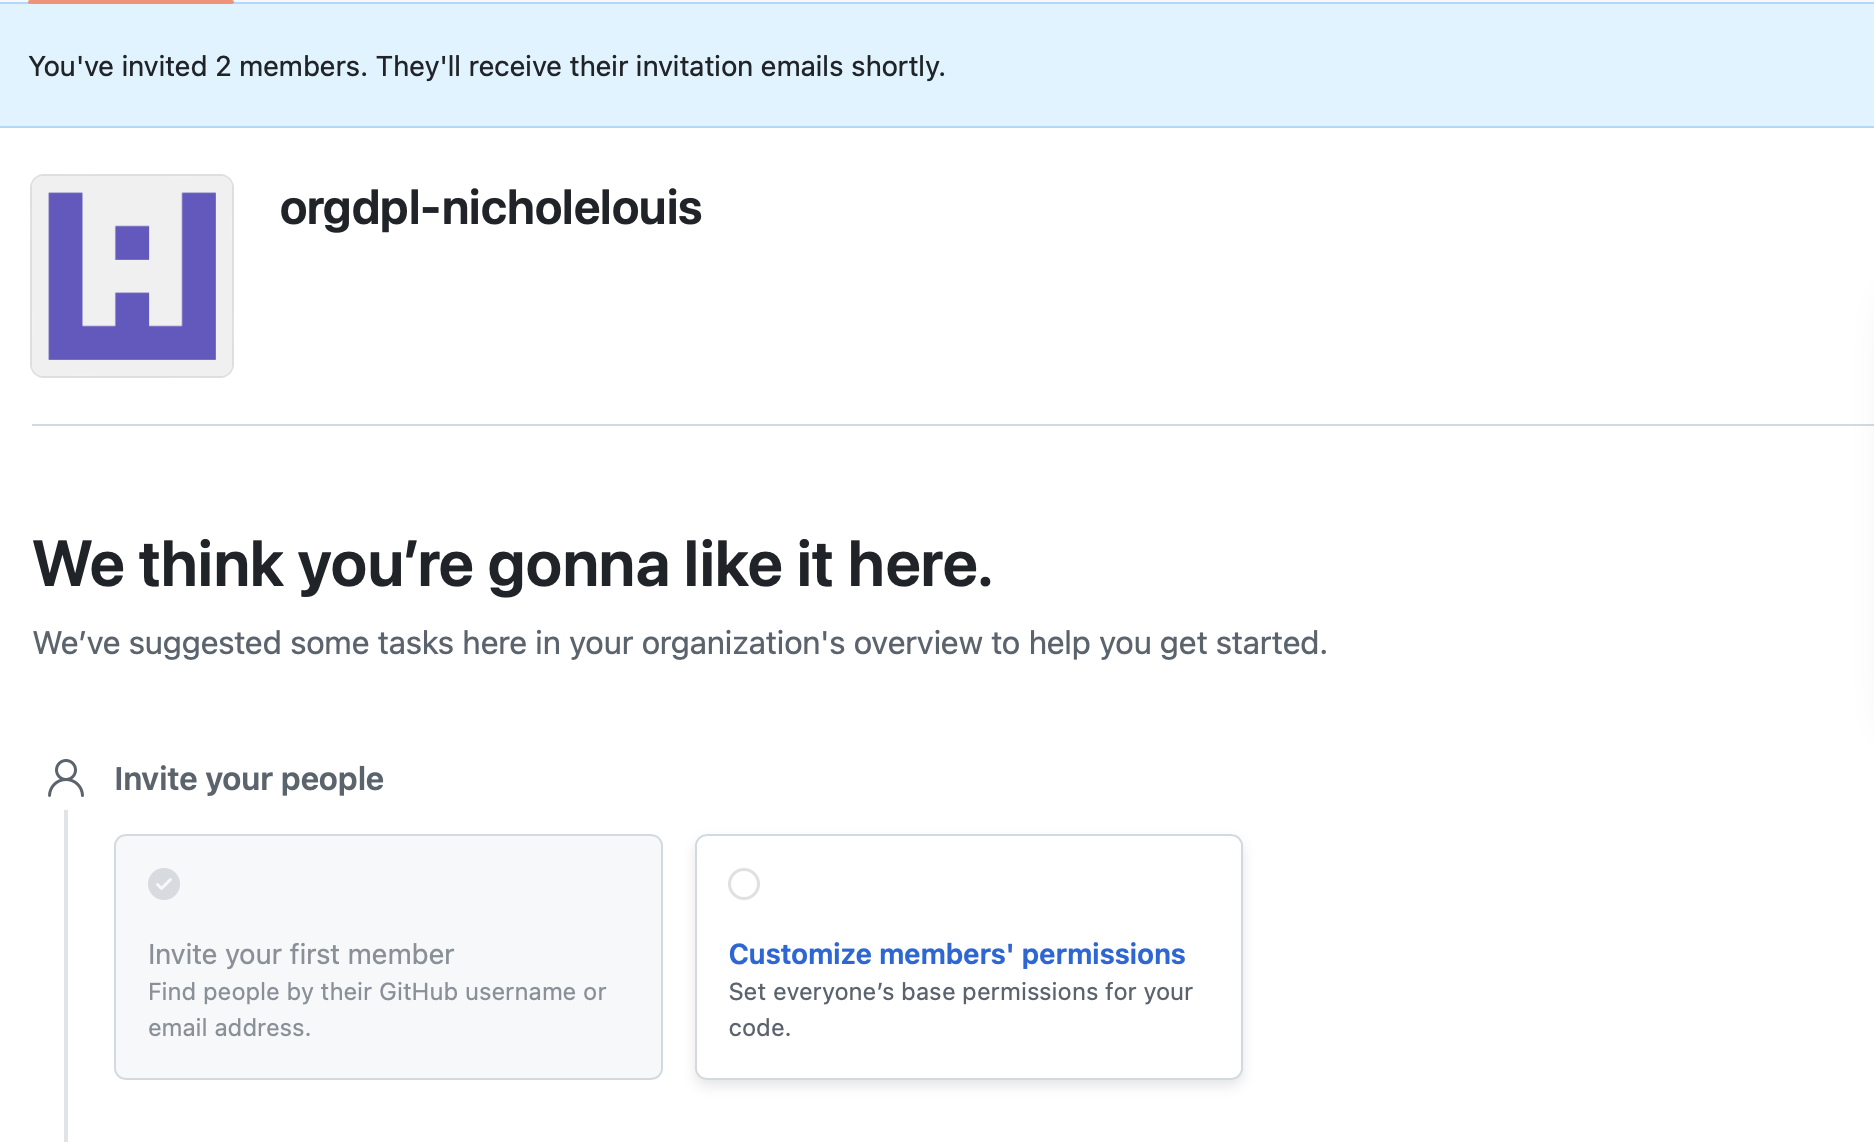 You've invited 2 members. They'll receive their invitation emails shortly.
orgdpl-nicholelouis
We think you’re gonna like it here.
We’ve suggested some tasks here in your organization's overview to help you get started.
Invite your people
Invite your first member
Find people by their GitHub username or
email address.
Customize members' permissions
Set everyone’s base permissions for your
code.